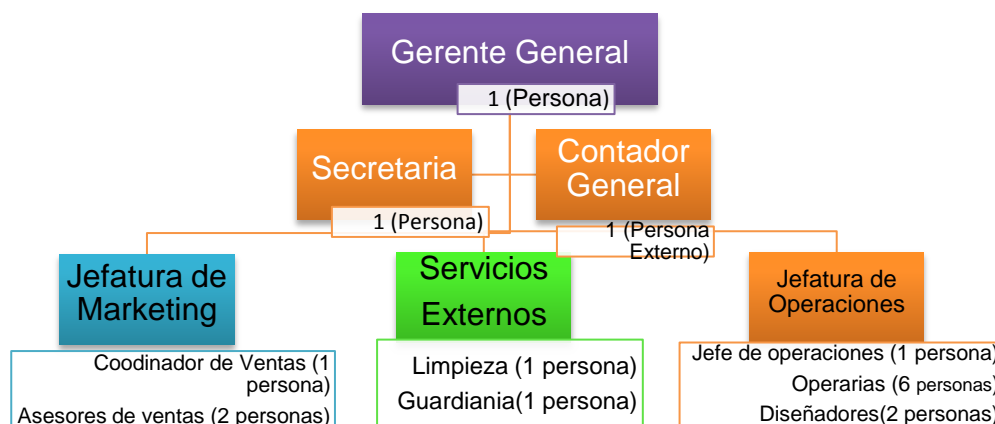 Gerente General
1 (Persona)
Secretaria
1 (Persona)
Contador
General
1 (Persona
Externo)
Jefatura de
Marketing
Coodinador de Ventas (1
persona)
Asesores de ventas (2 personas)
Servicios
Externos
Limpieza (1 persona)
Guardiania(1 persona)
Jefatura de
Operaciones
Jefe de operaciones (1 persona)
Operarias (6 personas)
Diseñadores(2 personas)